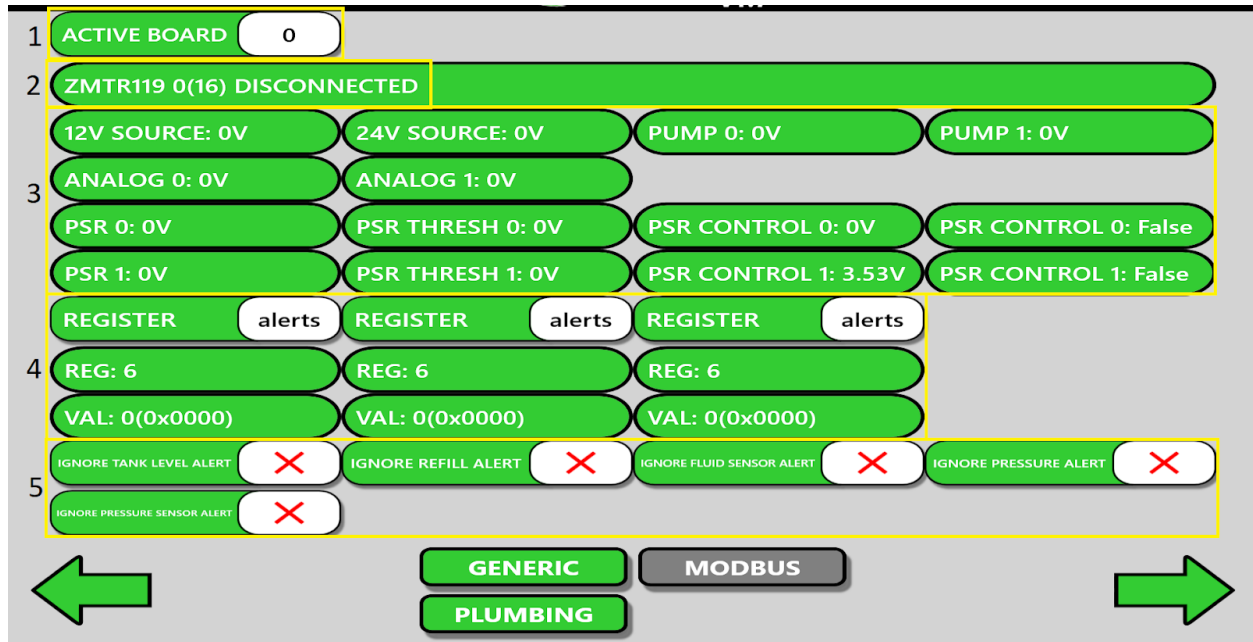 1 ACTIVE BOARD 0
2 ZMTR119 0(16) DISCONNECTED
12V SOURCE: 0V 24V SOURCE: 0V PUMP 0: 0V PUMP 1: 0V
3 ANALOG 0: 0V ANALOG 1: 0V
PSR 0: 0V PSR THRESH 0: 0V PSR CONTROL 0: 0V PSR CONTROL 0: False
PSR 1: 0V PSR THRESH 1: 0V PSR CONTROL 1: 3.53V PSR CONTROL 1: False
REGISTER alerts REGISTER alerts REGISTER alerts
4 REG: 6 REG: 6 REG: 6
VAL: 0(0x0000) VAL: 0(0x0000) VAL: 0(0x0000)
IGNORE TANK LEVEL ALERT IGNORE REFILL ALERT IGNORE FLUID SENSOR ALERT IGNORE PRESSURE ALERT
5 IGNORE PRESSURE SENSOR ALERT
GENERIC MODBUS
PLUMBING